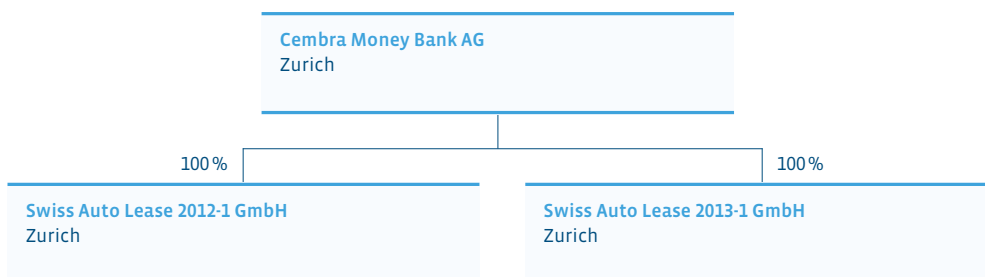 Cembra Money Bank AG
Zurich
100 %
100 %
Swiss Auto Lease 2012-1 GmbH
Zurich
Swiss Auto Lease 2013-1 GmbH
Zurich